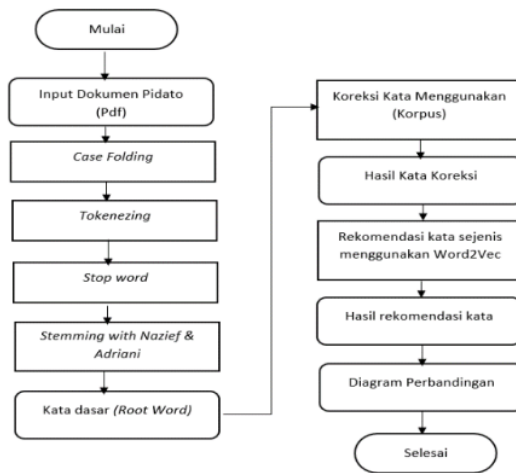 Mulai
Input Dokumen Pidato
(Pdf)
Case Folding
Tokenezing
Stop word
Stemming with Nazief &
Adriani
Kata dasar (Root Word)
Koreksi Kata Menggunakan
(Korpus)
Hasil Kata Koreksi
Rekomendasi kata sejenis
menggunakan Word2Vec
Hasil rekomendasi kata
Diagram Perbandingan
Selesai